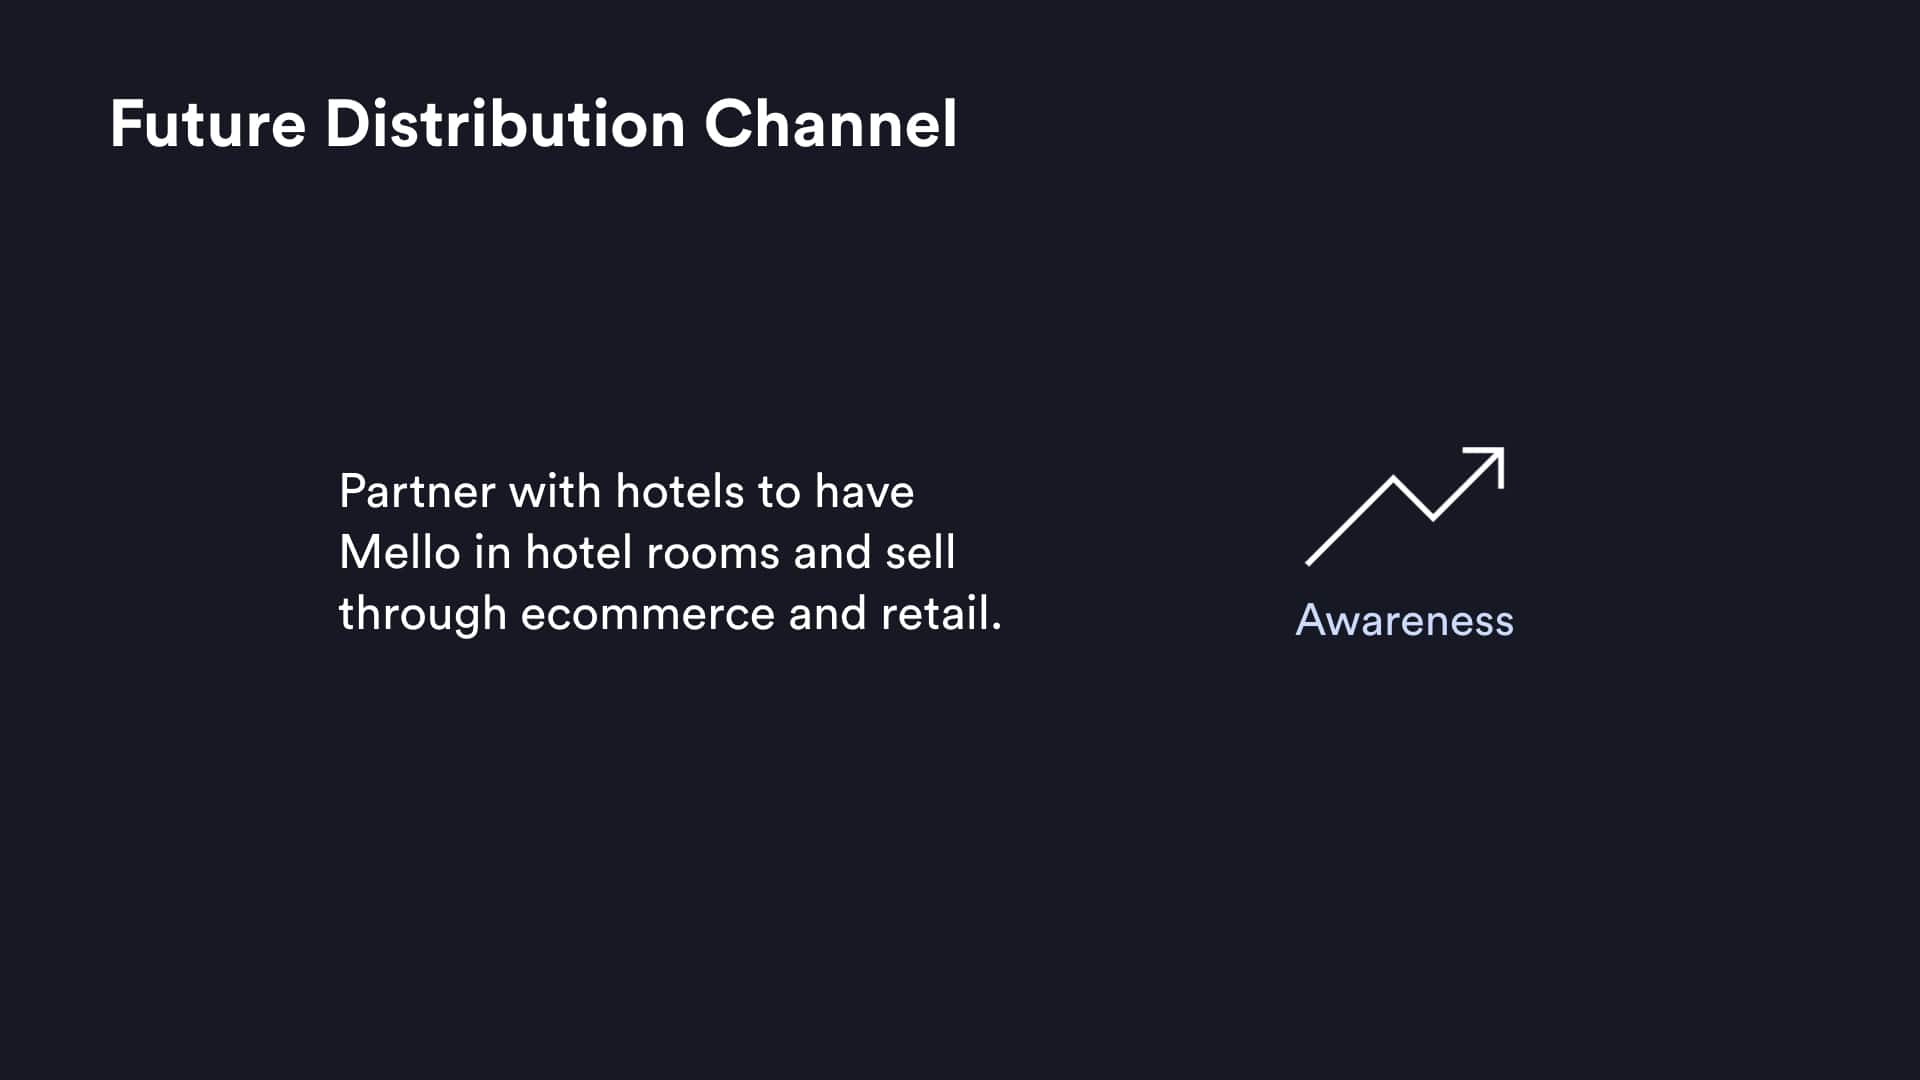 Future Distribution Channel
Partner with hotels to have
Mello in hotel rooms and sell
through ecommerce and retail.
Awareness